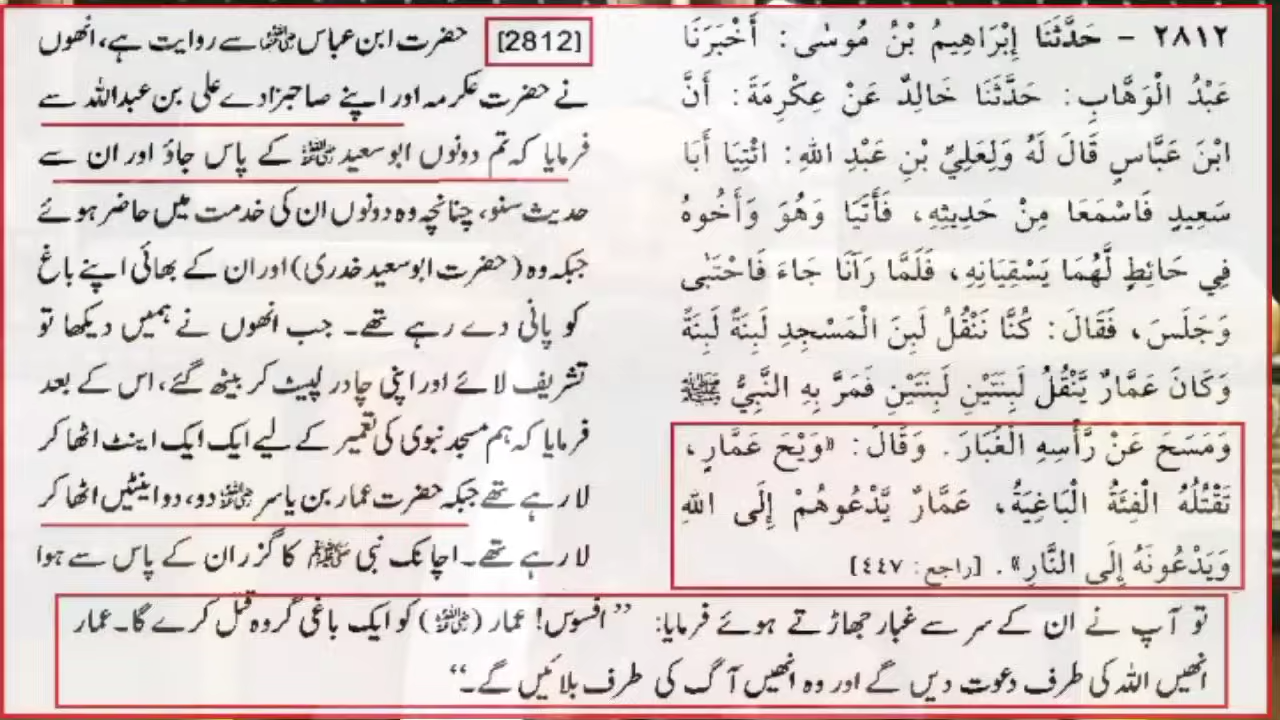 ٢٨١٢ - حَدَّثَنَا إِبْرَاهِيمُ بْنُ مُوسٰى: أَخْبَرَنَا
عَبْدُ الْوَهَّابِ: حَدَّثَنَا خَالِدٌ عَنْ عِكْرِمَةَ: أَنَّ
ابْنَ عَبَّاسٍ قَالَ لَهُ وَلِعَلِيِّ بْنِ عَبْدِ اللهِ: ائْتِيَا أَبَا
سَعِيدٍ فَاسْمَعَا مِنْ حَدِيثِهِ، فَأَتَيَا وَهُوَ وَأَخُوهُ
فِي حَائِطٍ لَّهُمَا يَسْقِيَانِهِ، فَلَمَّا رَآنَا جَاءَ فَاحْتَبٰى
وَجَلَسَ، فَقَالَ: كُنَّا نَنْقُلُ لَبِنَ الْمَسْجِدِ لَبِنَةً لَبِنَةً
وَكَانَ عَمَّارٌ يَّنْقُلُ لَبِنَتَيْنِ لَبِنَتَيْنِ فَمَرَّ بِهِ النَّبِيُّ ﷺ
وَمَسَحَ عَنْ رَّأْسِهِ الْغُبَارَ. وَقَالَ: «وَيْحَ عَمَّارٍ،
تَقْتُلُهُ الْفِئَةُ الْبَاغِيَةُ، عَمَّارٌ يَّدْعُوهُمْ إِلَى اللهِ
وَيَدْعُونَهُ إِلَى النَّارِ». [راجع: ٤٤٧]
[2812] حضرت ابن عباس ؓ سے روایت ہے، انھوں
نے حضرت عکرمہ اور اپنے صاحبزادے علی بن عبداللہ سے
فرمایا کہ تم دونوں ابو سعید ؓ کے پاس جاؤ اور ان سے
حدیث سنو، چنانچہ وہ دونوں ان کی خدمت میں حاضر ہوئے
جبکہ وہ (حضرت ابو سعید خدری) اور ان کے بھائی اپنے باغ
کو پانی دے رہے تھے۔ جب انھوں نے ہمیں دیکھا تو
تشریف لائے اور اپنی چادر لپیٹ کر بیٹھ گئے، اس کے بعد
فرمایا کہ ہم مسجد نبوی کی تعمیر کے لیے ایک ایک اینٹ اٹھا کر
لا رہے تھے جبکہ حضرت عمار بن یاسر ؓ دو، دو اینٹیں اٹھا کر
لا رہے تھے۔ اچانک نبی ﷺ کا گزر ان کے پاس سے ہوا
تو آپ نے ان کے سر سے غبار جھاڑتے ہوئے فرمایا: ”افسوس! عمار (ؓ) کو ایک باغی گروہ قتل کرے گا۔ عمار
انھیں اللہ کی طرف دعوت دیں گے اور وہ انھیں آگ کی طرف بلائیں گے۔“